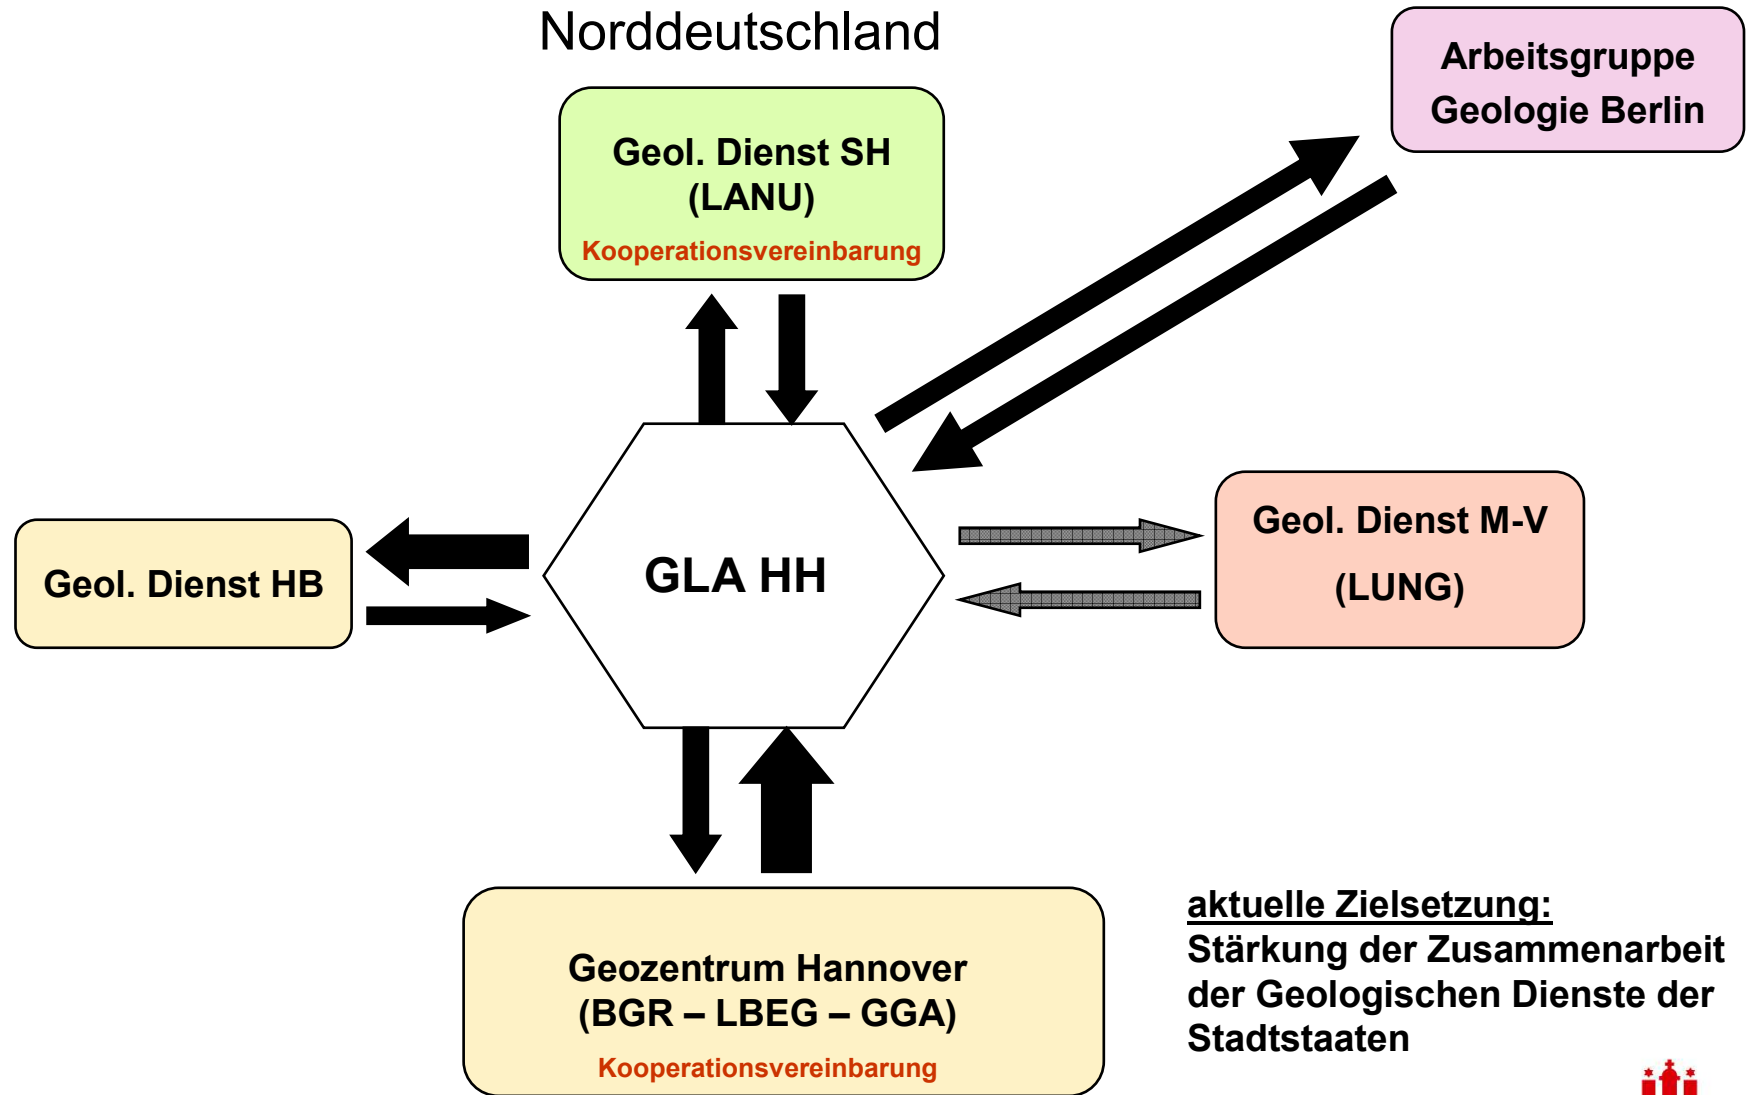 Norddeutschland
Arbeitsgruppe
Geologie Berlin
Geol. Dienst SH
(LANU)
Kooperationsvereinbarung
Geol. Dienst HB
GLA HH
Geol. Dienst M-V
(LUNG)
Geozentrum Hannover
(BGR – LBEG – GGA)
Kooperationsvereinbarung
aktuelle Zielsetzung:
Stärkung der Zusammenarbeit
der Geologischen Dienste der
Stadtstaaten